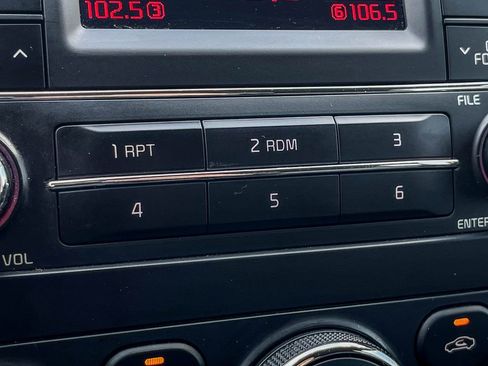 102.5 3 6 106.5
FILE
1 RPT 2 RDM 3
4 5 6
VOL ENTER